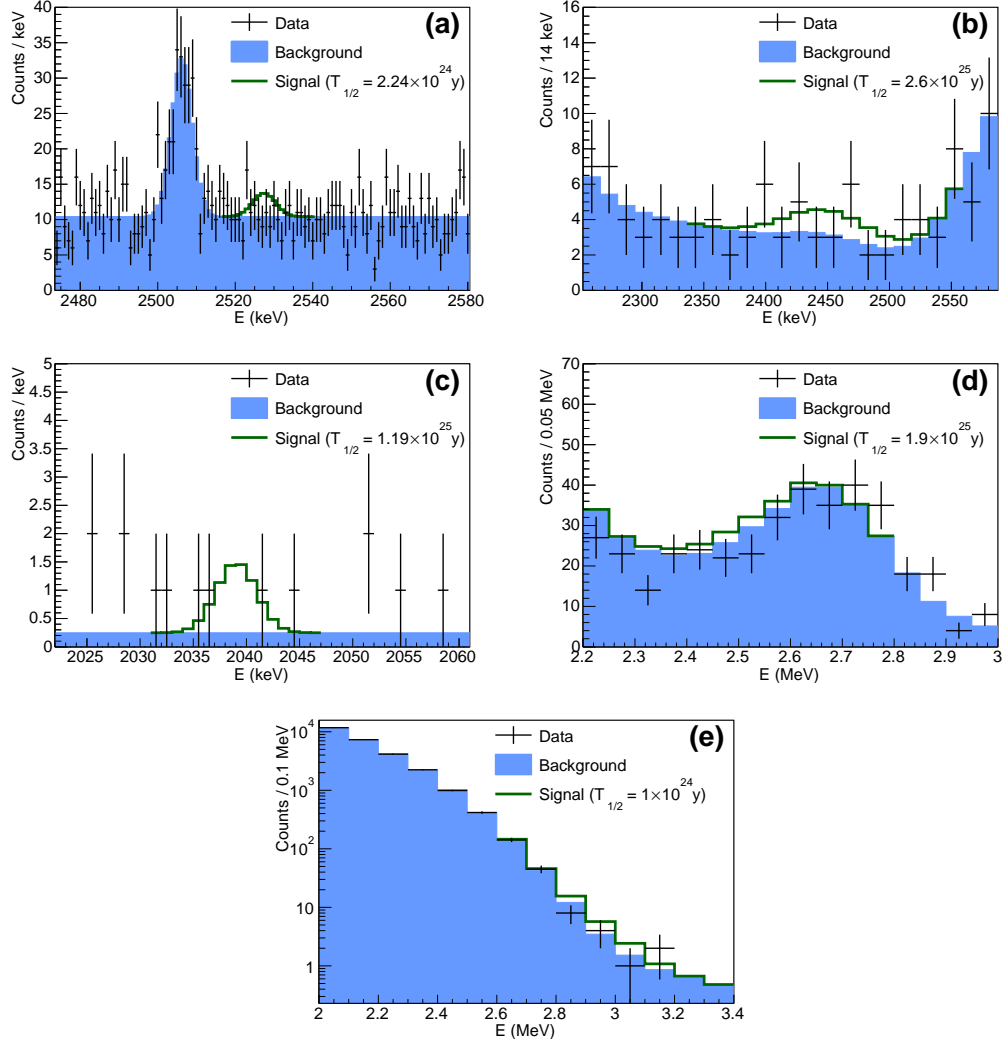 (a)
Data
Background
Signal (T 1/2 = 2.24×10^24 y)
Counts / keV
40
35
30
25
20
15
10
5
0
2480 2500 2520 2540 2560 2580
E (keV)
(b)
Data
Background
Signal (T 1/2 = 2.6×10^25 y)
Counts / 14 keV
16
14
12
10
8
6
4
2
0
2300 2350 2400 2450 2500 2550
E (keV)
(c)
Data
Background
Signal (T 1/2 = 1.19×10^25 y)
Counts / keV
5
4.5
4
3.5
3
2.5
2
1.5
1
0.5
0
2025 2030 2035 2040 2045 2050 2055 2060
E (keV)
(d)
Data
Background
Signal (T 1/2 = 1.9×10^25 y)
Counts / 0.05 MeV
70
60
50
40
30
20
10
0
2.2 2.3 2.4 2.5 2.6 2.7 2.8 2.9 3
E (MeV)
(e)
Data
Background
Signal (T 1/2 = 1×10^24 y)
Counts / 0.1 MeV
10^4
10^3
10^2
10
1
2 2.2 2.4 2.6 2.8 3 3.2 3.4
E (MeV)